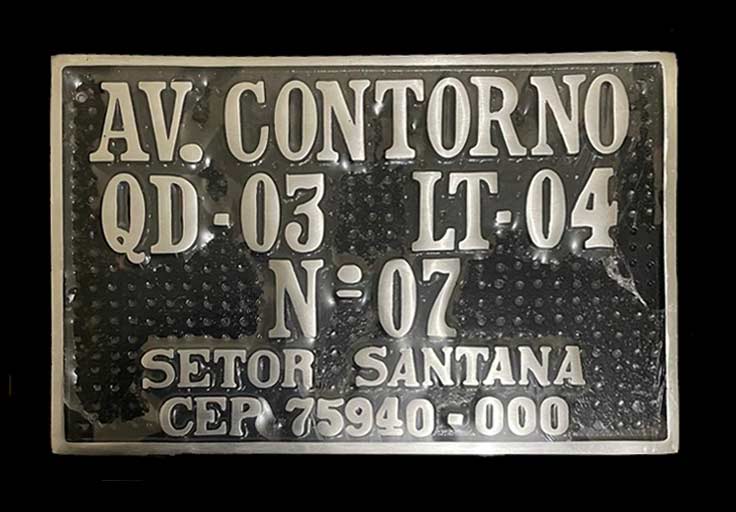 AV. CONTORNO
QD-03 LT-04
Nº 07
SETOR SANTANA
CEP 75940-000